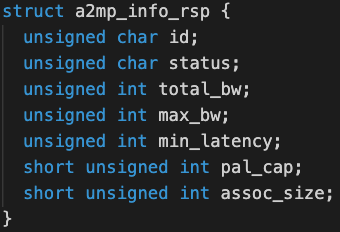 struct a2mp_info_rsp {
unsigned char id;
unsigned char status;
unsigned int total_bw;
unsigned int max_bw;
unsigned int min_latency;
short unsigned int pal_cap;
short unsigned int assoc_size;
}